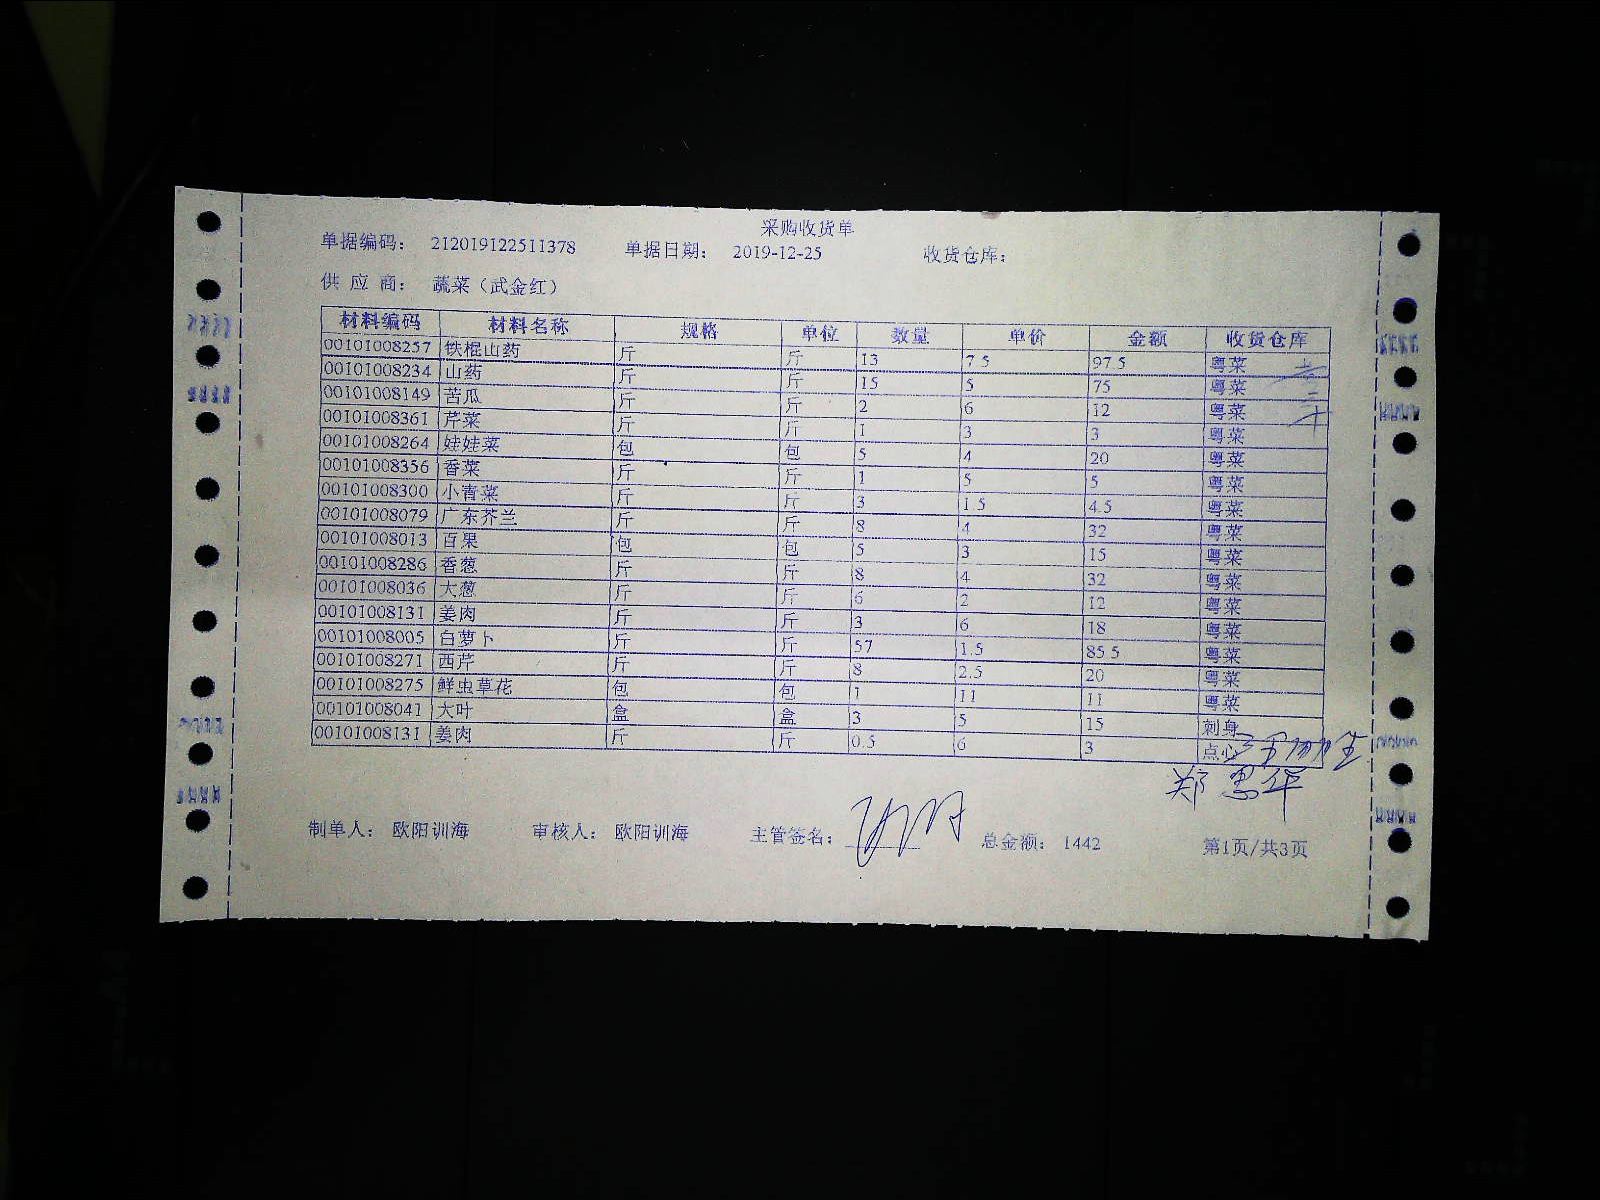 采购收货单
单据编码： 212019122511378 单据日期： 2019-12-25 收货仓库：
供 应 商： 蔬菜（武金红）
材料编码 材料名称 规格 单位 数量 单价 金额 收货仓库
00101008257 铁棍山药 斤 斤 13 7.5 97.5 粤菜
00101008234 山药 斤 斤 15 5 75 粤菜
00101008149 苦瓜 斤 斤 2 6 12 粤菜
00101008361 芹菜 斤 斤 1 3 3 粤菜
00101008264 娃娃菜 包 包 5 4 20 粤菜
00101008356 香菜 斤 斤 1 5 5 粤菜
00101008300 小青菜 斤 斤 3 1.5 4.5 粤菜
00101008079 广东芥兰 斤 斤 8 4 32 粤菜
00101008013 百果 包 包 5 3 15 粤菜
00101008286 香葱 斤 斤 8 4 32 粤菜
00101008036 大葱 斤 斤 6 2 12 粤菜
00101008131 姜肉 斤 斤 3 6 18 粤菜
00101008005 白萝卜 斤 斤 57 1.5 85.5 粤菜
00101008271 西芹 斤 斤 8 2.5 20 粤菜
00101008275 鲜虫草花 包 包 1 11 11 粤菜
00101008041 大叶 盒 盒 3 5 15 刺身
00101008131 姜肉 斤 斤 0.5 6 3 点心
郑思华
制单人： 欧阳训海 审核人： 欧阳训海 主管签名： 总金额： 1442 第1页/共3页